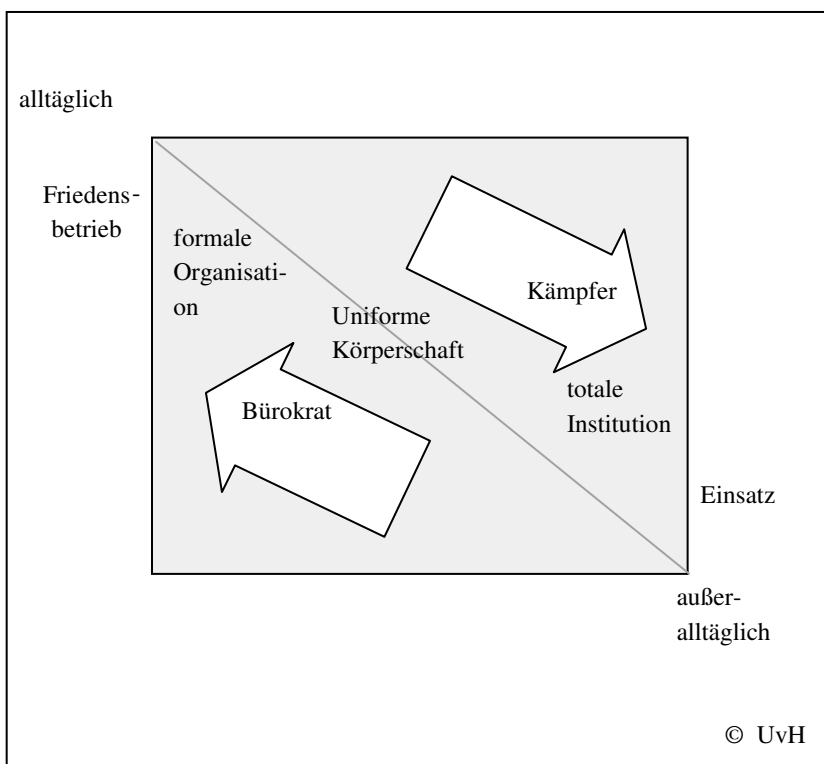 alltäglich
Friedens-
betrieb
formale
Organisati-
on
Kämpfer
Uniforme
Körperschaft
Bürokrat
totale
Institution
Einsatz
außer-
alltäglich
© UvH